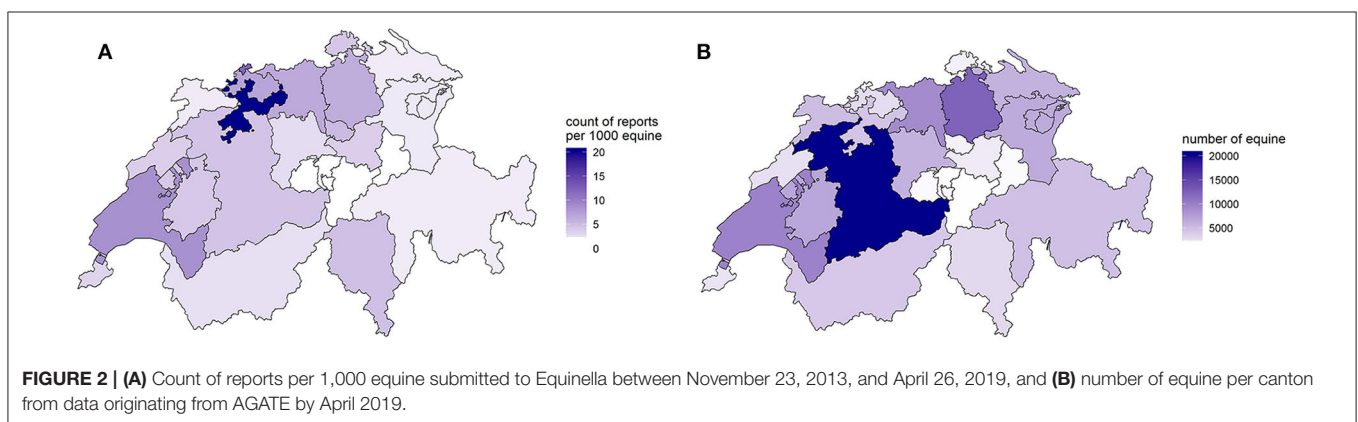 A
count of reports
per 1000 equine
20
15
10
5
0
B
number of equine
20000
15000
10000
5000
FIGURE 2 | (A) Count of reports per 1,000 equine submitted to Equinella between November 23, 2013, and April 26, 2019, and (B) number of equine per canton
from data originating from AGATE by April 2019.